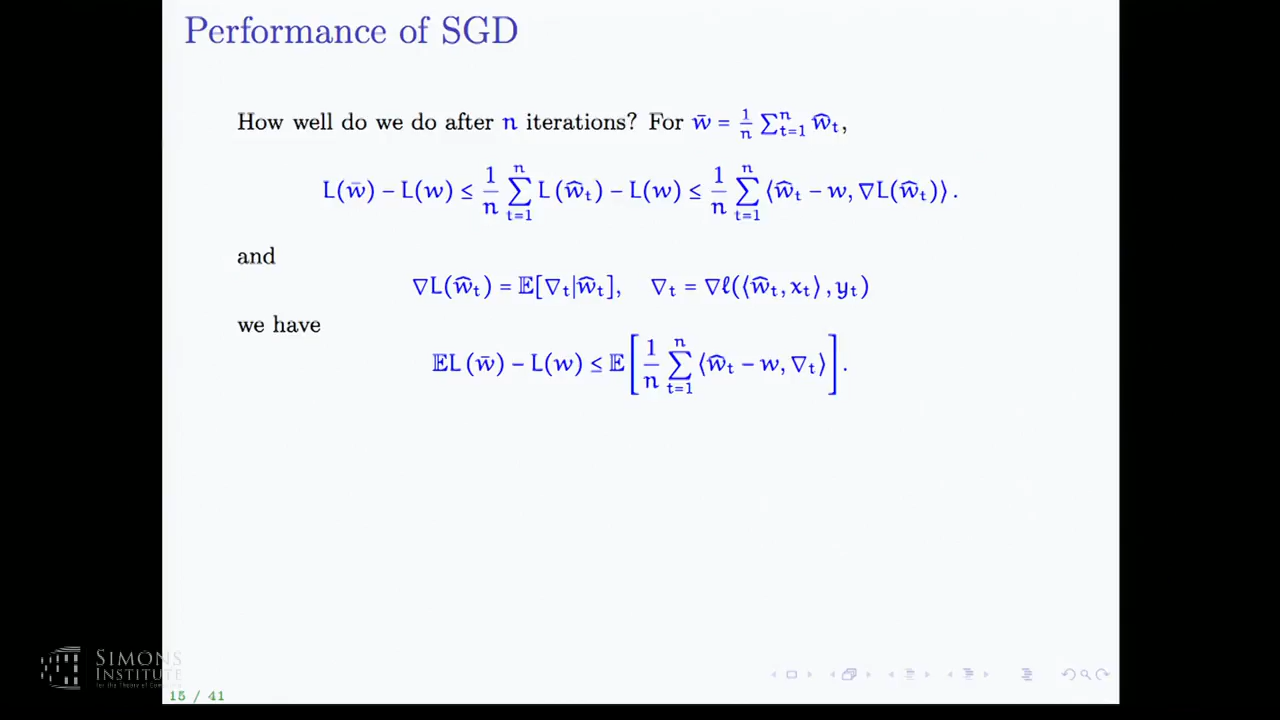 Performance of SGD
How well do we do after n iterations? For w̄ = 1/n ∑ⁿₜ₌₁ ŵₜ,
L(w̄) − L(w) ≤ 1/n ∑ⁿₜ₌₁ L(ŵₜ) − L(w) ≤ 1/n ∑ⁿₜ₌₁ ⟨ŵₜ − w, ∇L(ŵₜ)⟩.
and
∇L(ŵₜ) = 𝔼[∇ₜ|ŵₜ], ∇ₜ = ∇ℓ(⟨ŵₜ, xₜ⟩, yₜ)
we have
𝔼L(w̄) − L(w) ≤ 𝔼[1/n ∑ⁿₜ₌₁ ⟨ŵₜ − w, ∇ₜ⟩].
SIMONS
INSTITUTE
15 / 41